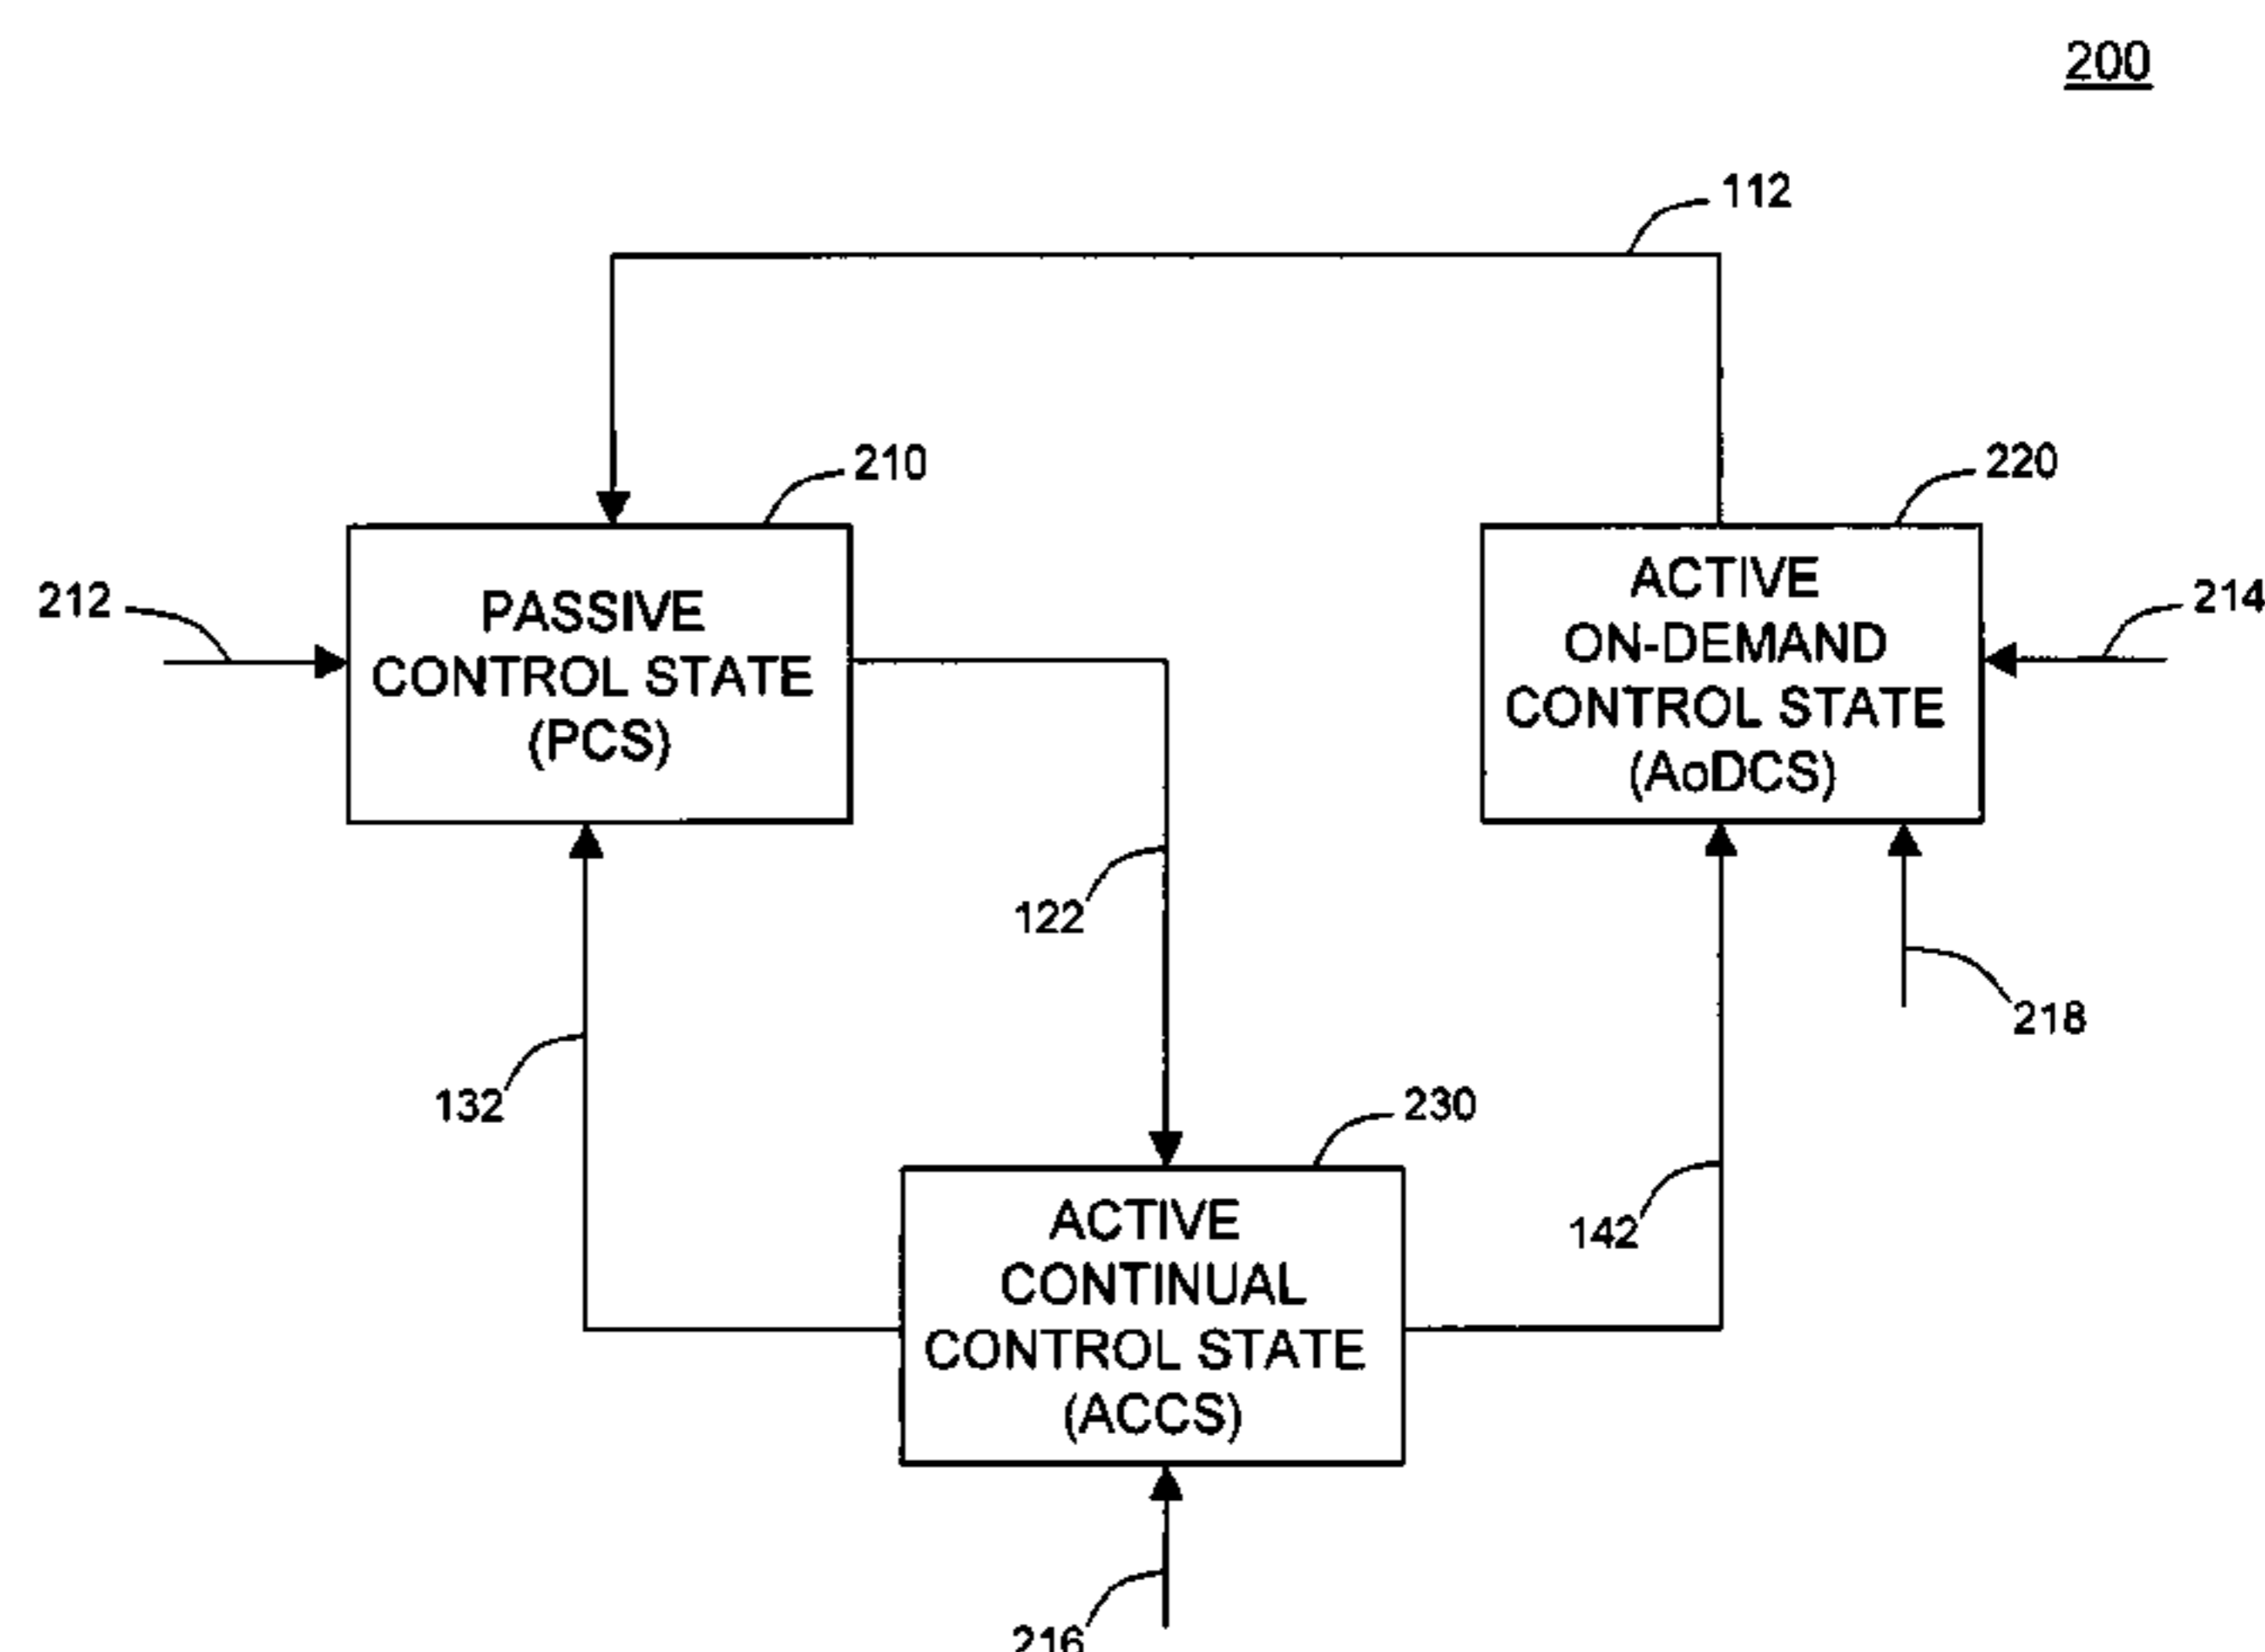 200
112
210
220
212
PASSIVE
CONTROL STATE
(PCS)
ACTIVE
ON-DEMAND
CONTROL STATE
(AoDCS)
214
122
218
132
230
142
ACTIVE
CONTINUAL
CONTROL STATE
(ACCS)
216